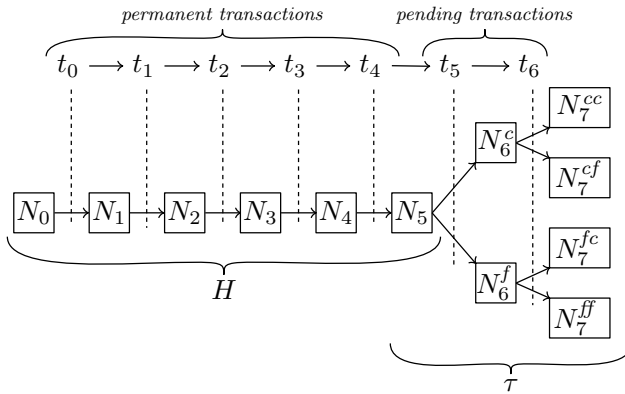 permanent transactions pending transactions
t₀ → t₁ → t₂ → t₃ → t₄ → t₅ → t₆
N₇ᶜᶜ
N₆ᶜ
N₇ᶜᶠ
N₀ N₁ N₂ N₃ N₄ N₅
N₇ᶠᶜ
H
N₆ᶠ
N₇ᶠᶠ
τ